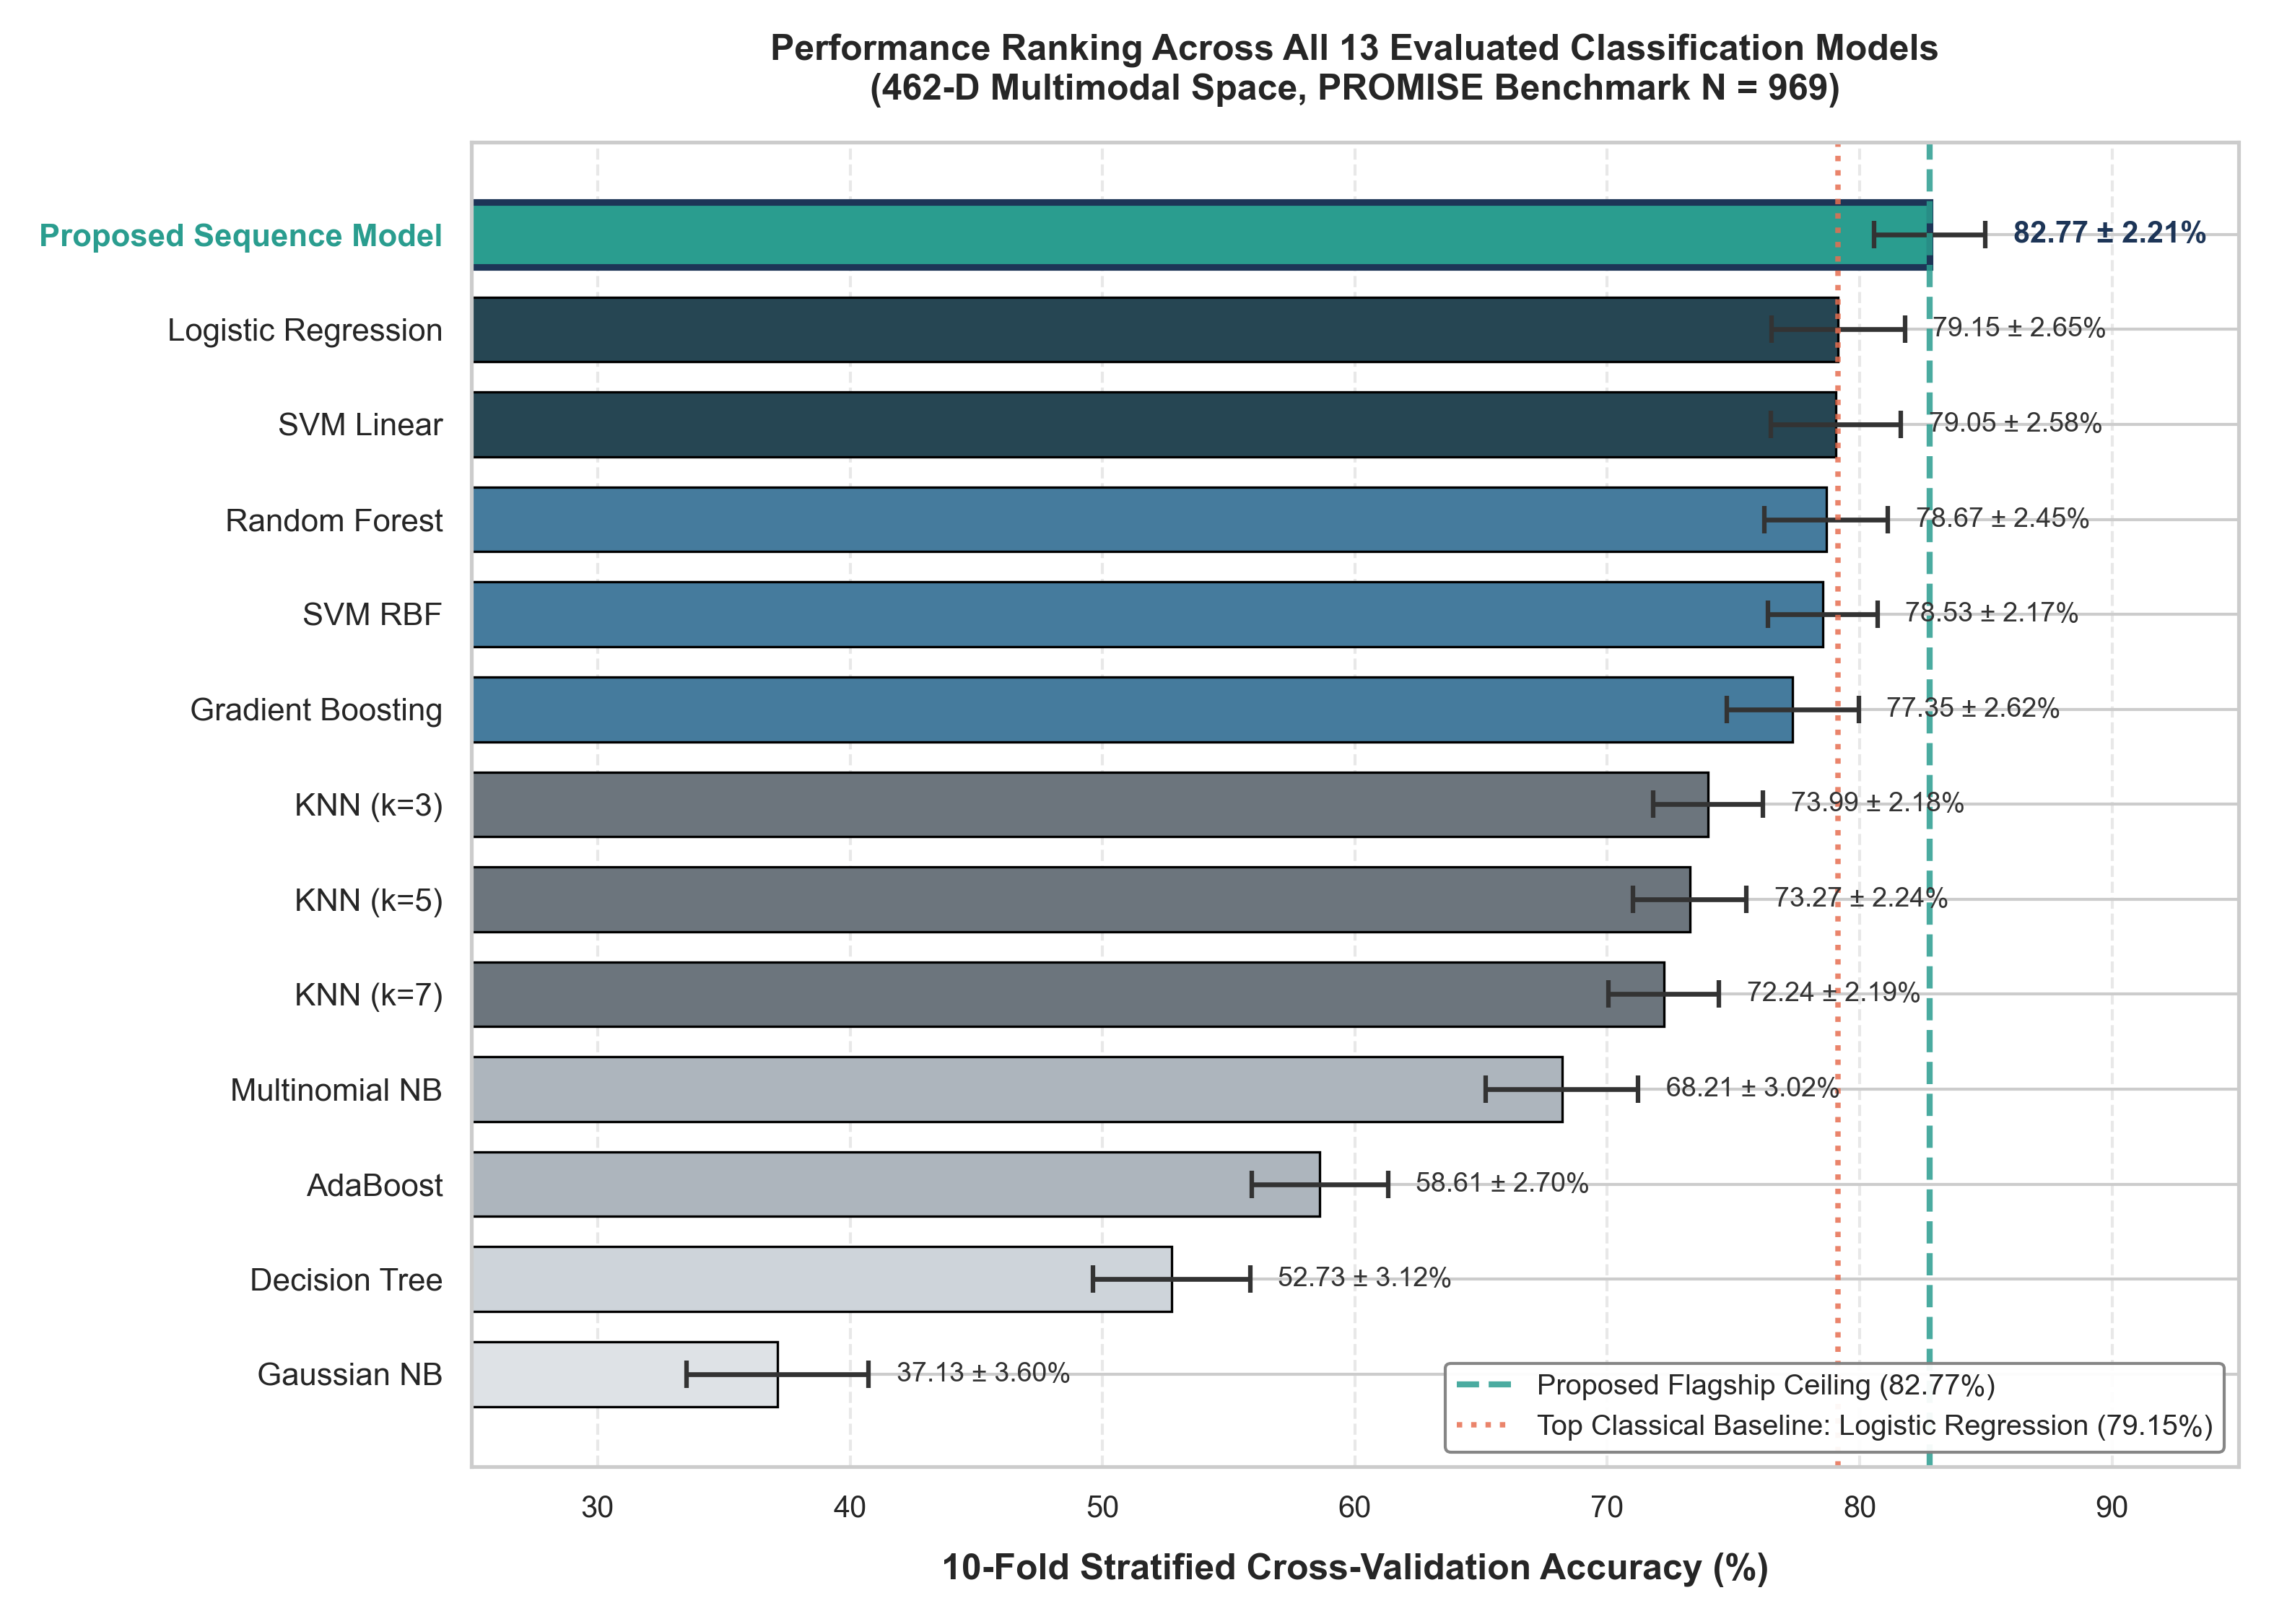 Performance Ranking Across All 13 Evaluated Classification Models
(462-D Multimodal Space, PROMISE Benchmark N = 969)
Proposed Sequence Model 82.77 ± 2.21%
Logistic Regression 79.15 ± 2.65%
SVM Linear 79.05 ± 2.58%
Random Forest 78.67 ± 2.45%
SVM RBF 78.53 ± 2.17%
Gradient Boosting 77.35 ± 2.62%
KNN (k=3) 73.99 ± 2.18%
KNN (k=5) 73.27 ± 2.24%
KNN (k=7) 72.24 ± 2.19%
Multinomial NB 68.21 ± 3.02%
AdaBoost 58.61 ± 2.70%
Decision Tree 52.73 ± 3.12%
Gaussian NB 37.13 ± 3.60%
Proposed Flagship Ceiling (82.77%)
Top Classical Baseline: Logistic Regression (79.15%)
30 40 50 60 70 80 90
10-Fold Stratified Cross-Validation Accuracy (%)